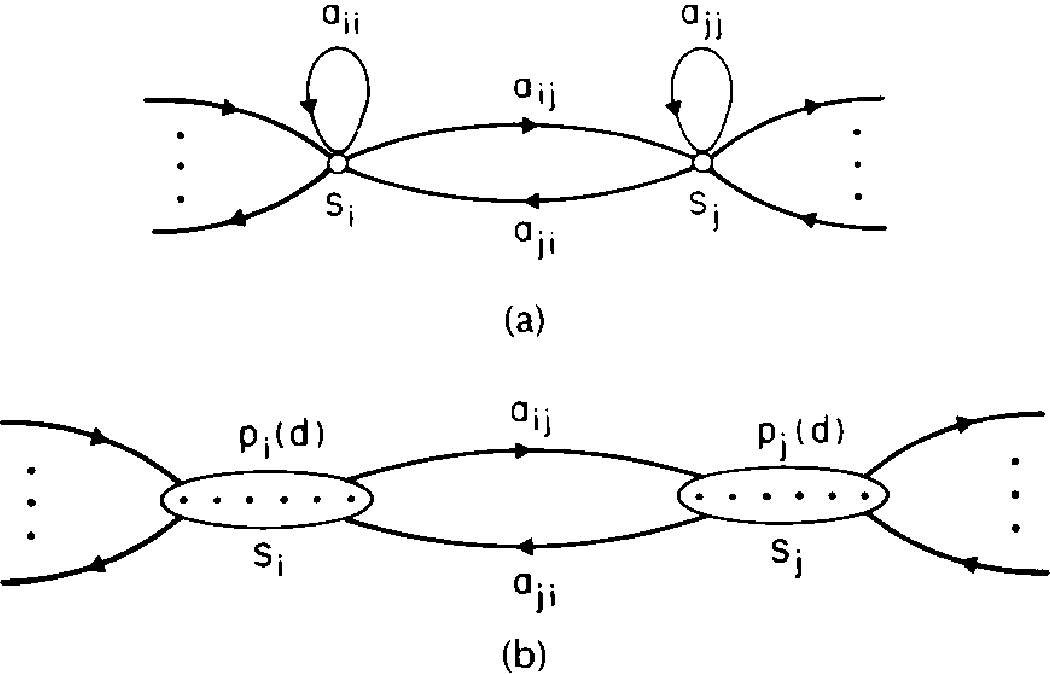 a_ii a_jj
a_ij
S_i S_j
a_ji
(a)
a_ij
p_i(d) p_j(d)
S_i S_j
a_ji
(b)